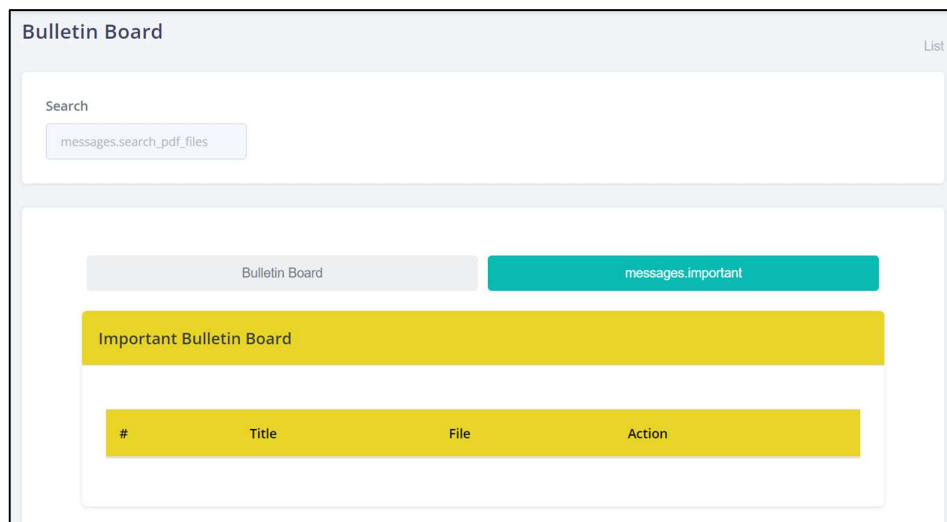 Bulletin Board
List
Search
messages.search_pdf_files
Bulletin Board
messages.important
Important Bulletin Board
# Title File Action